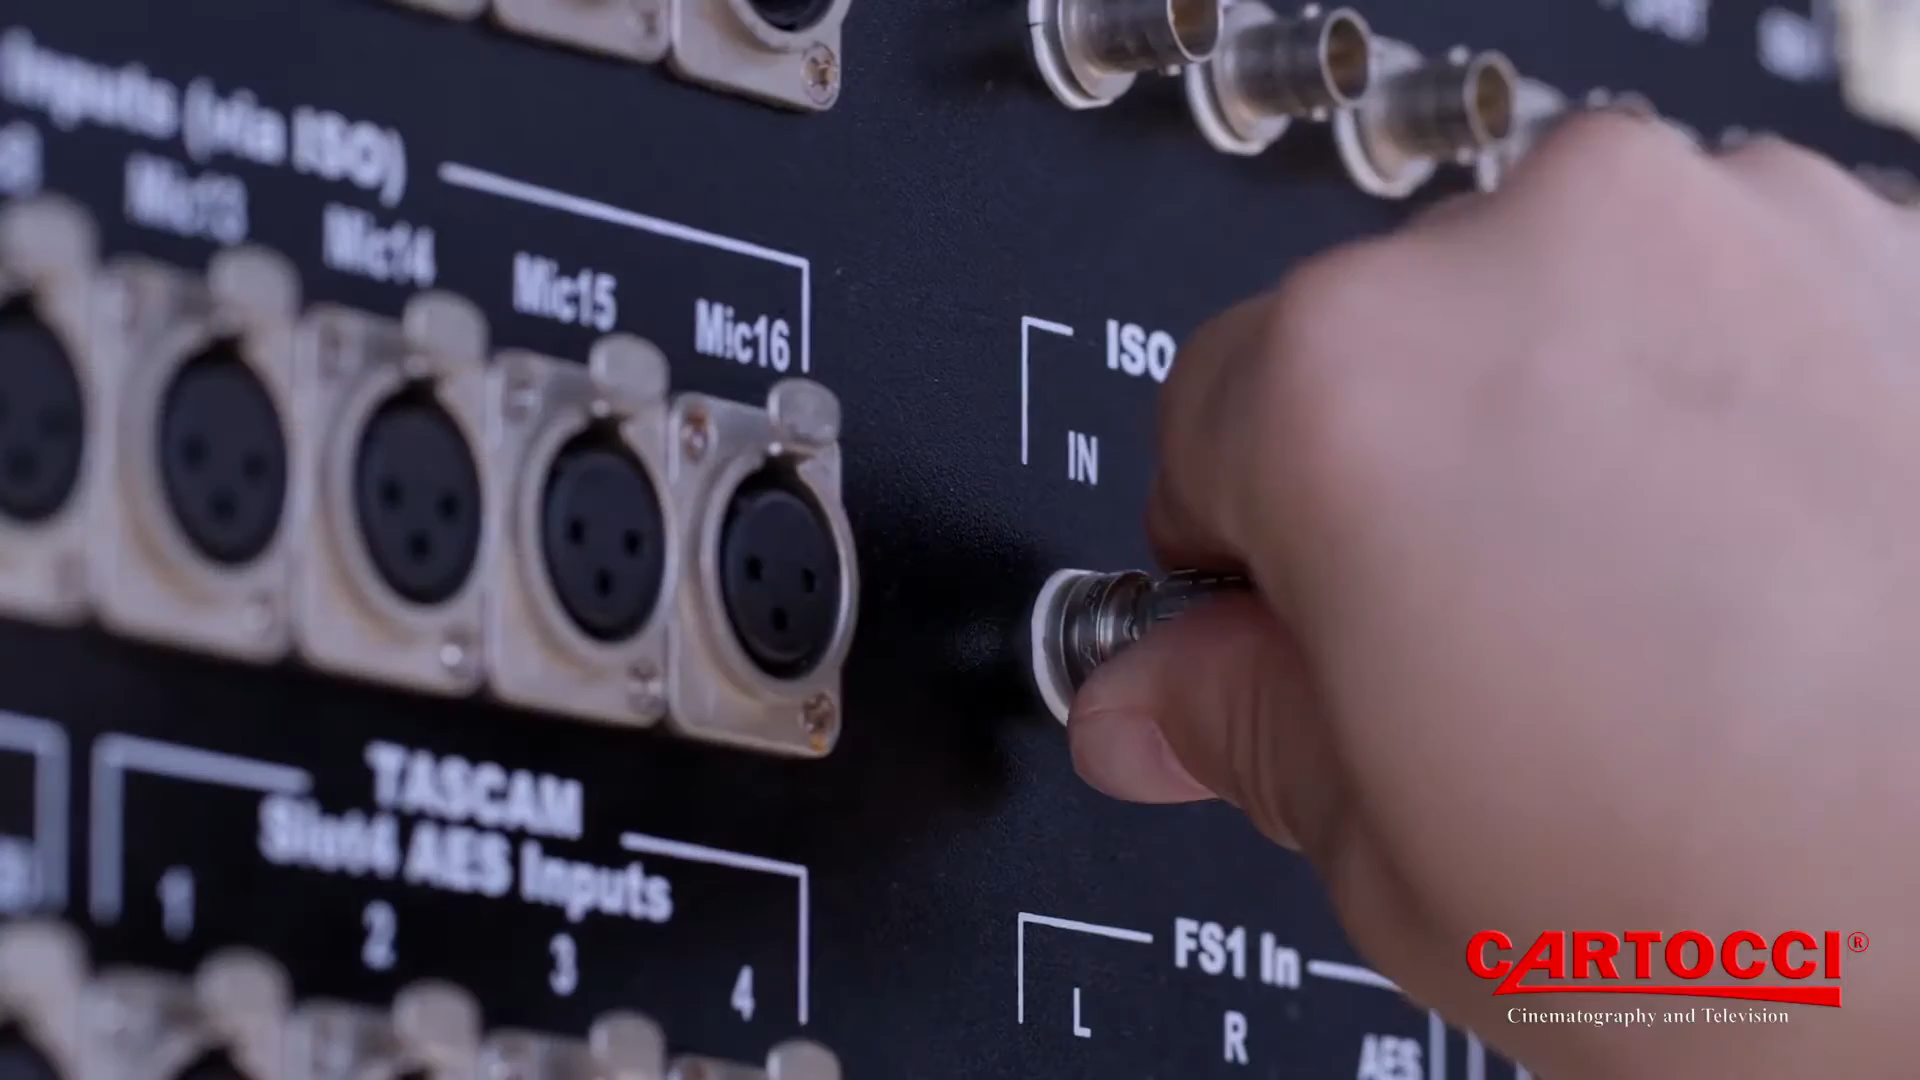 Inputs (via ISO)
Mic13 Mic14 Mic15 Mic16
ISO
IN
TASCAM
Slot4 AES Inputs
1 2 3 4
FS1 In
L R AES
CARTOCCI®
Cinematography and Television